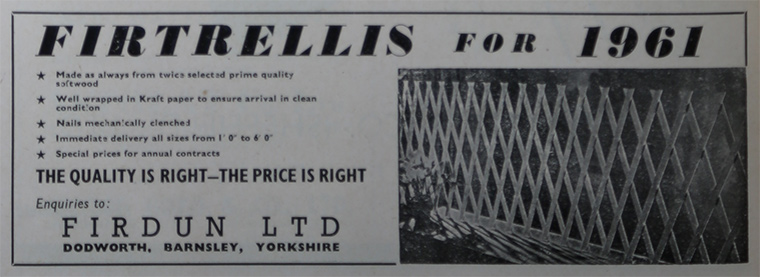 FIRTRELLIS FOR 1961
★ Made as always from twice selected prime quality
softwood
★ Well wrapped in Kraft paper to ensure arrival in clean
condition
★ Nails mechanically clenched
★ Immediate delivery all sizes from 1' 0" to 6' 0"
★ Special prices for annual contracts
THE QUALITY IS RIGHT—THE PRICE IS RIGHT
Enquiries to:
FIRDUN LTD
DODWORTH, BARNSLEY, YORKSHIRE